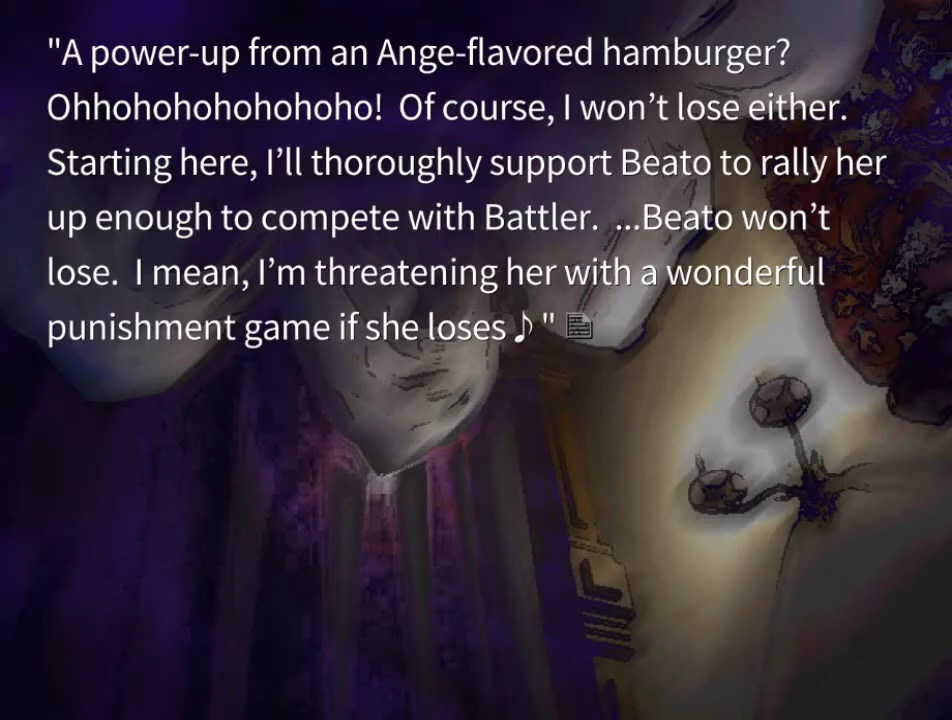 "A power-up from an Ange-flavored hamburger?
Ohhohohohohohoho!  Of course, I won’t lose either.
Starting here, I’ll thoroughly support Beato to rally her
up enough to compete with Battler.  ...Beato won’t
lose.  I mean, I’m threatening her with a wonderful
punishment game if she loses♪"